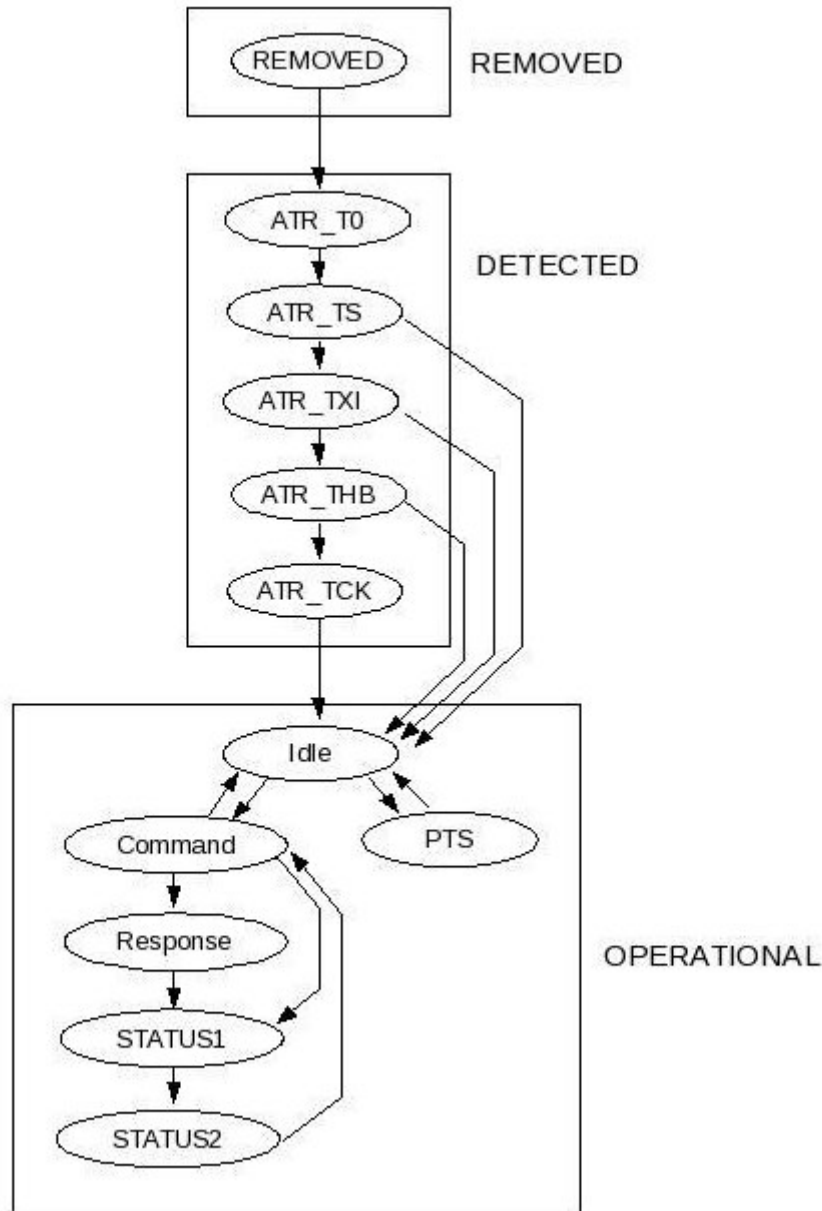 REMOVED
REMOVED
ATR_T0
DETECTED
ATR_TS
ATR_TXI
ATR_THB
ATR_TCK
Idle
Command
PTS
Response
OPERATIONAL
STATUS1
STATUS2